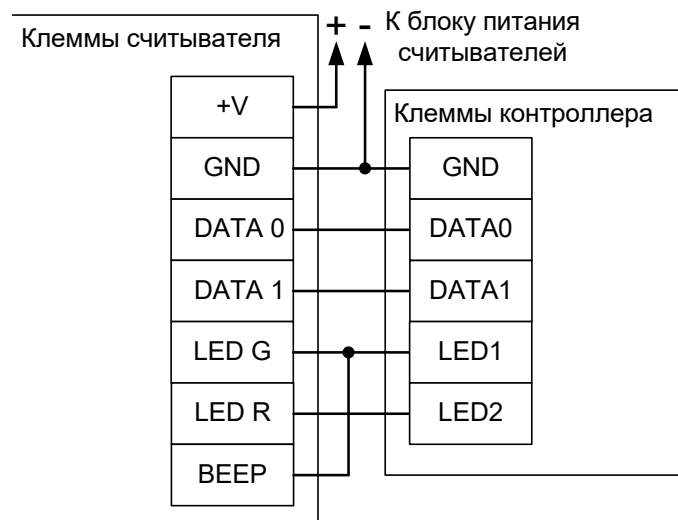 Клеммы считывателя
+ -
К блоку питания
считывателей
Клеммы контроллера
+V
GND
GND
DATA 0
DATA0
DATA 1
DATA1
LED G
LED1
LED R
LED2
BEEP